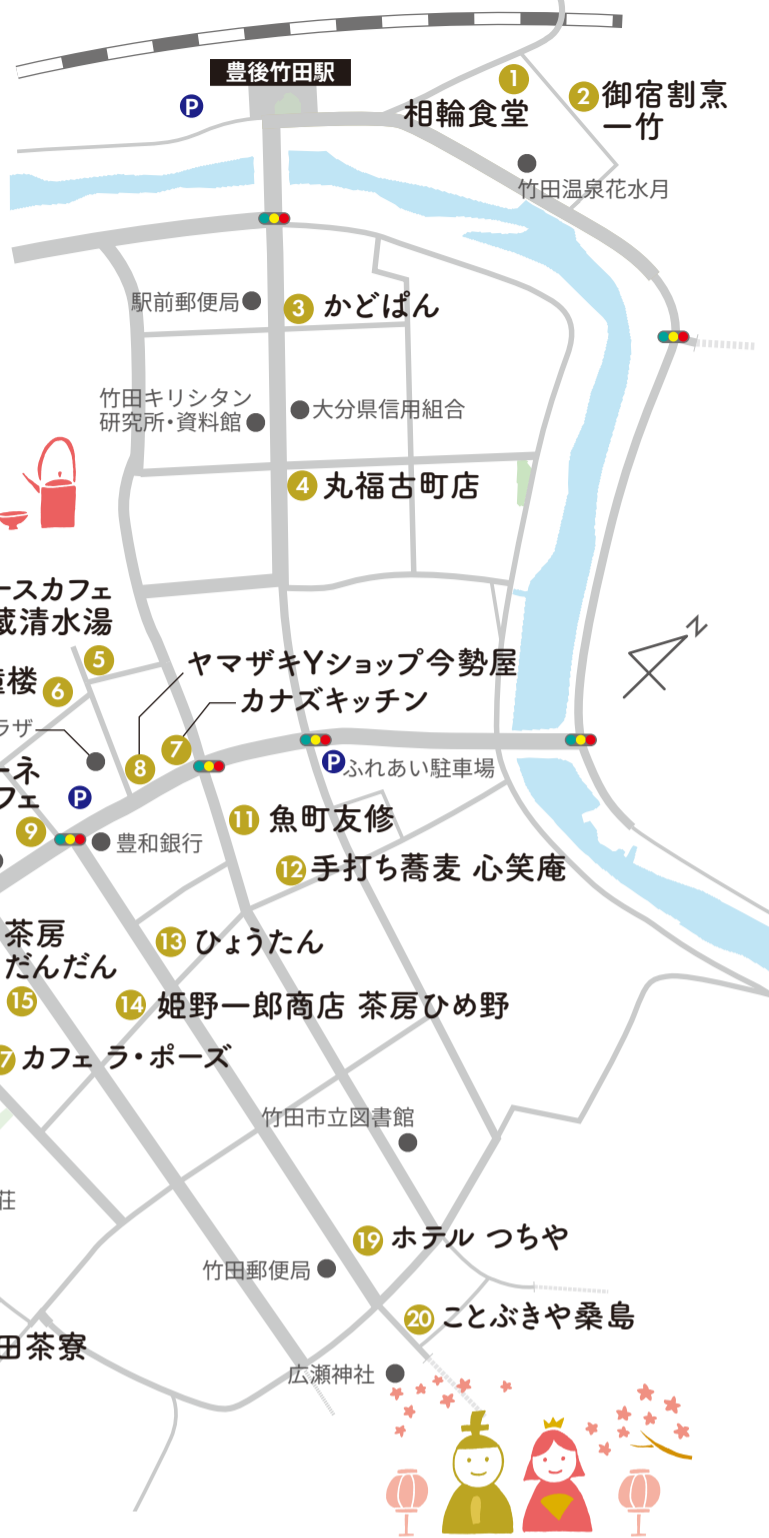 豊後竹田駅
P
1
相輪食堂
2 御宿割烹
一竹
竹田温泉花水月
駅前郵便局
3 かどぱん
竹田キリシタン
研究所・資料館
大分県信用組合
4 丸福古町店
ースカフェ
蔵清水湯
5
楼
6
ラザ
ヤマザキYショップ今勢屋
カナズキッチン
7
8
ーネ
フェ
P
9
P
ふれあい駐車場
豊和銀行
11 魚町友修
12 手打ち蕎麦 心笑庵
茶房
だんだん
15
13 ひょうたん
14 姫野一郎商店 茶房ひめ野
7 カフェ ラ・ポーズ
竹田市立図書館
荘
19 ホテル つちや
竹田郵便局
20 ことぶきや桑島
田茶寮
広瀬神社
N